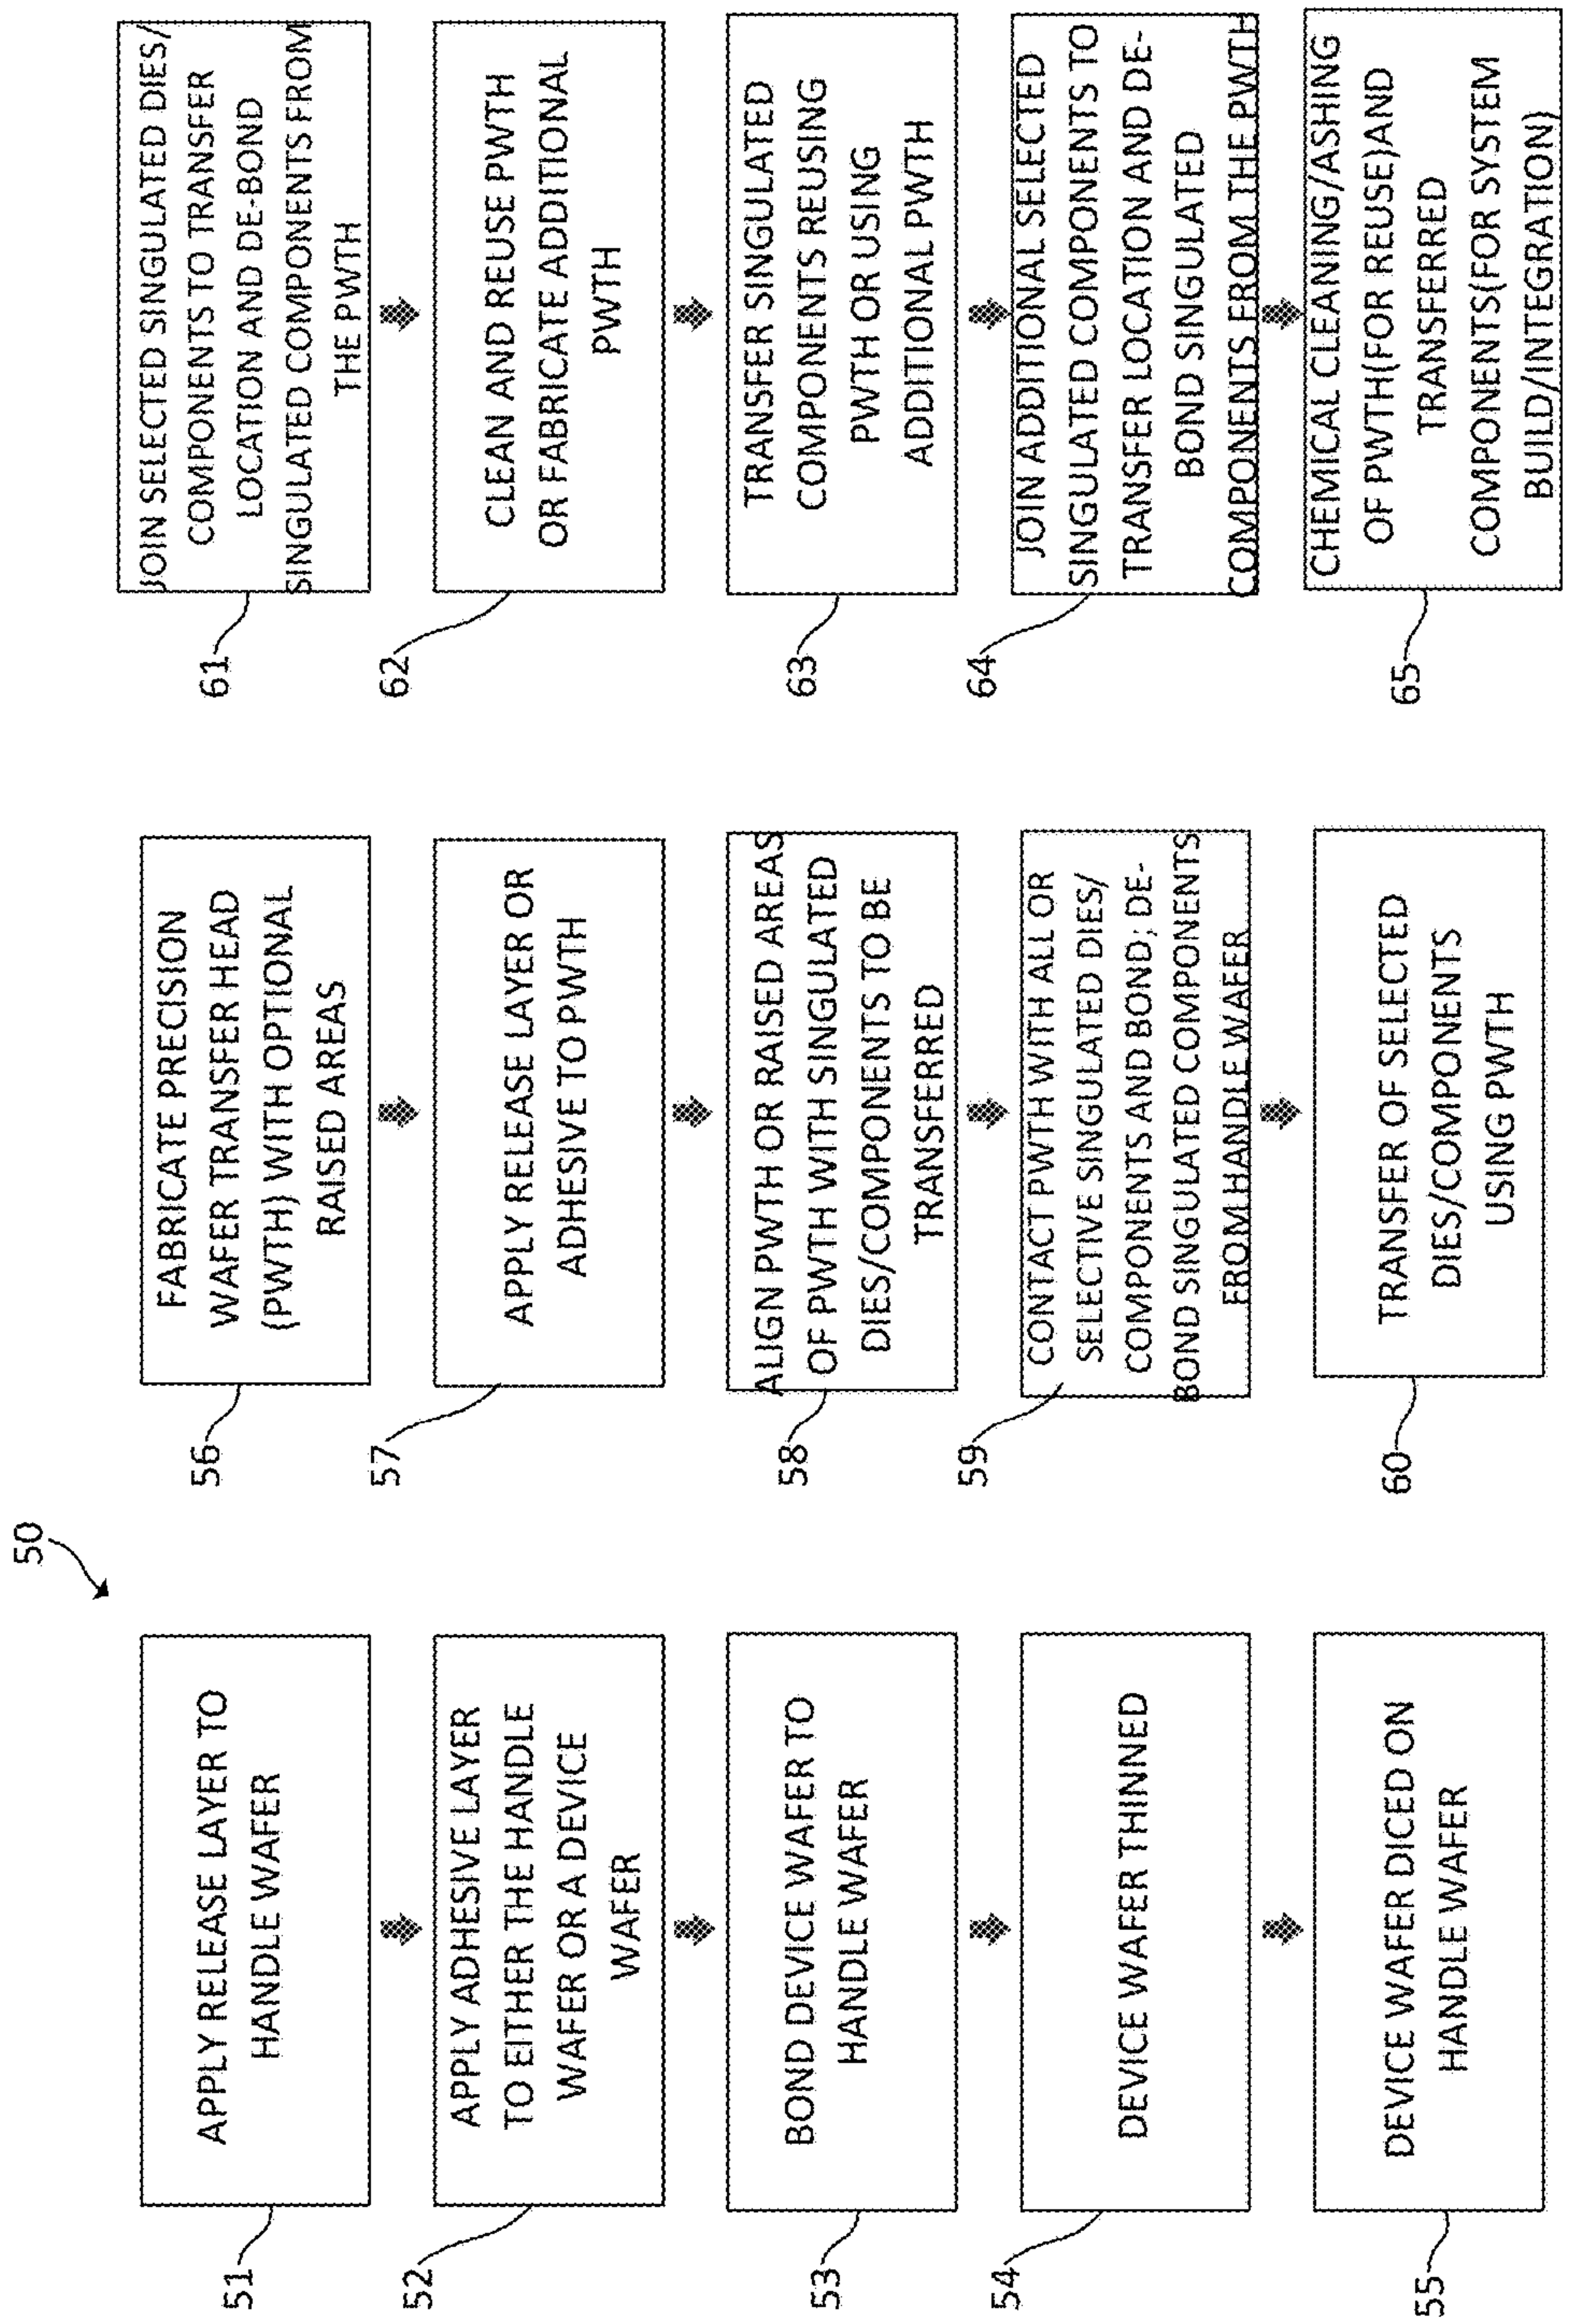 50
51
APPLY RELEASE LAYER TO
HANDLE WAFER
52
APPLY ADHESIVE LAYER
TO EITHER THE HANDLE
WAFER OR A DEVICE
WAFER
53
BOND DEVICE WAFER TO
HANDLE WAFER
54
DEVICE WAFER THINNED
55
DEVICE WAFER DICED ON
HANDLE WAFER
56
FABRICATE PRECISION
WAFER TRANSFER HEAD
(PWTH) WITH OPTIONAL
RAISED AREAS
57
APPLY RELEASE LAYER OR
ADHESIVE TO PWTH
58
ALIGN PWTH OR RAISED AREAS
OF PWTH WITH SINGULATED
DIES/COMPONENTS TO BE
TRANSFERRED
59
CONTACT PWTH WITH ALL OR
SELECTIVE SINGULATED DIES/
COMPONENTS AND BOND; DE-
BOND SINGULATED COMPONENTS
FROM HANDLE WAFER
60
TRANSFER OF SELECTED
DIES/COMPONENTS
USING PWTH
61
JOIN SELECTED SINGULATED DIES/
COMPONENTS TO TRANSFER
LOCATION AND DE-BOND
SINGULATED COMPONENTS FROM
THE PWTH
62
CLEAN AND REUSE PWTH
OR FABRICATE ADDITIONAL
PWTH
63
TRANSFER SINGULATED
COMPONENTS REUSING
PWTH OR USING
ADDITIONAL PWTH
64
JOIN ADDITIONAL SELECTED
SINGULATED COMPONENTS TO
TRANSFER LOCATION AND DE-
BOND SINGULATED
COMPONENTS FROM THE PWTH
65
CHEMICAL CLEANING/ASHING
OF PWTH(FOR REUSE)AND
TRANSFERRED
COMPONENTS(FOR SYSTEM
BUILD/INTEGRATION)